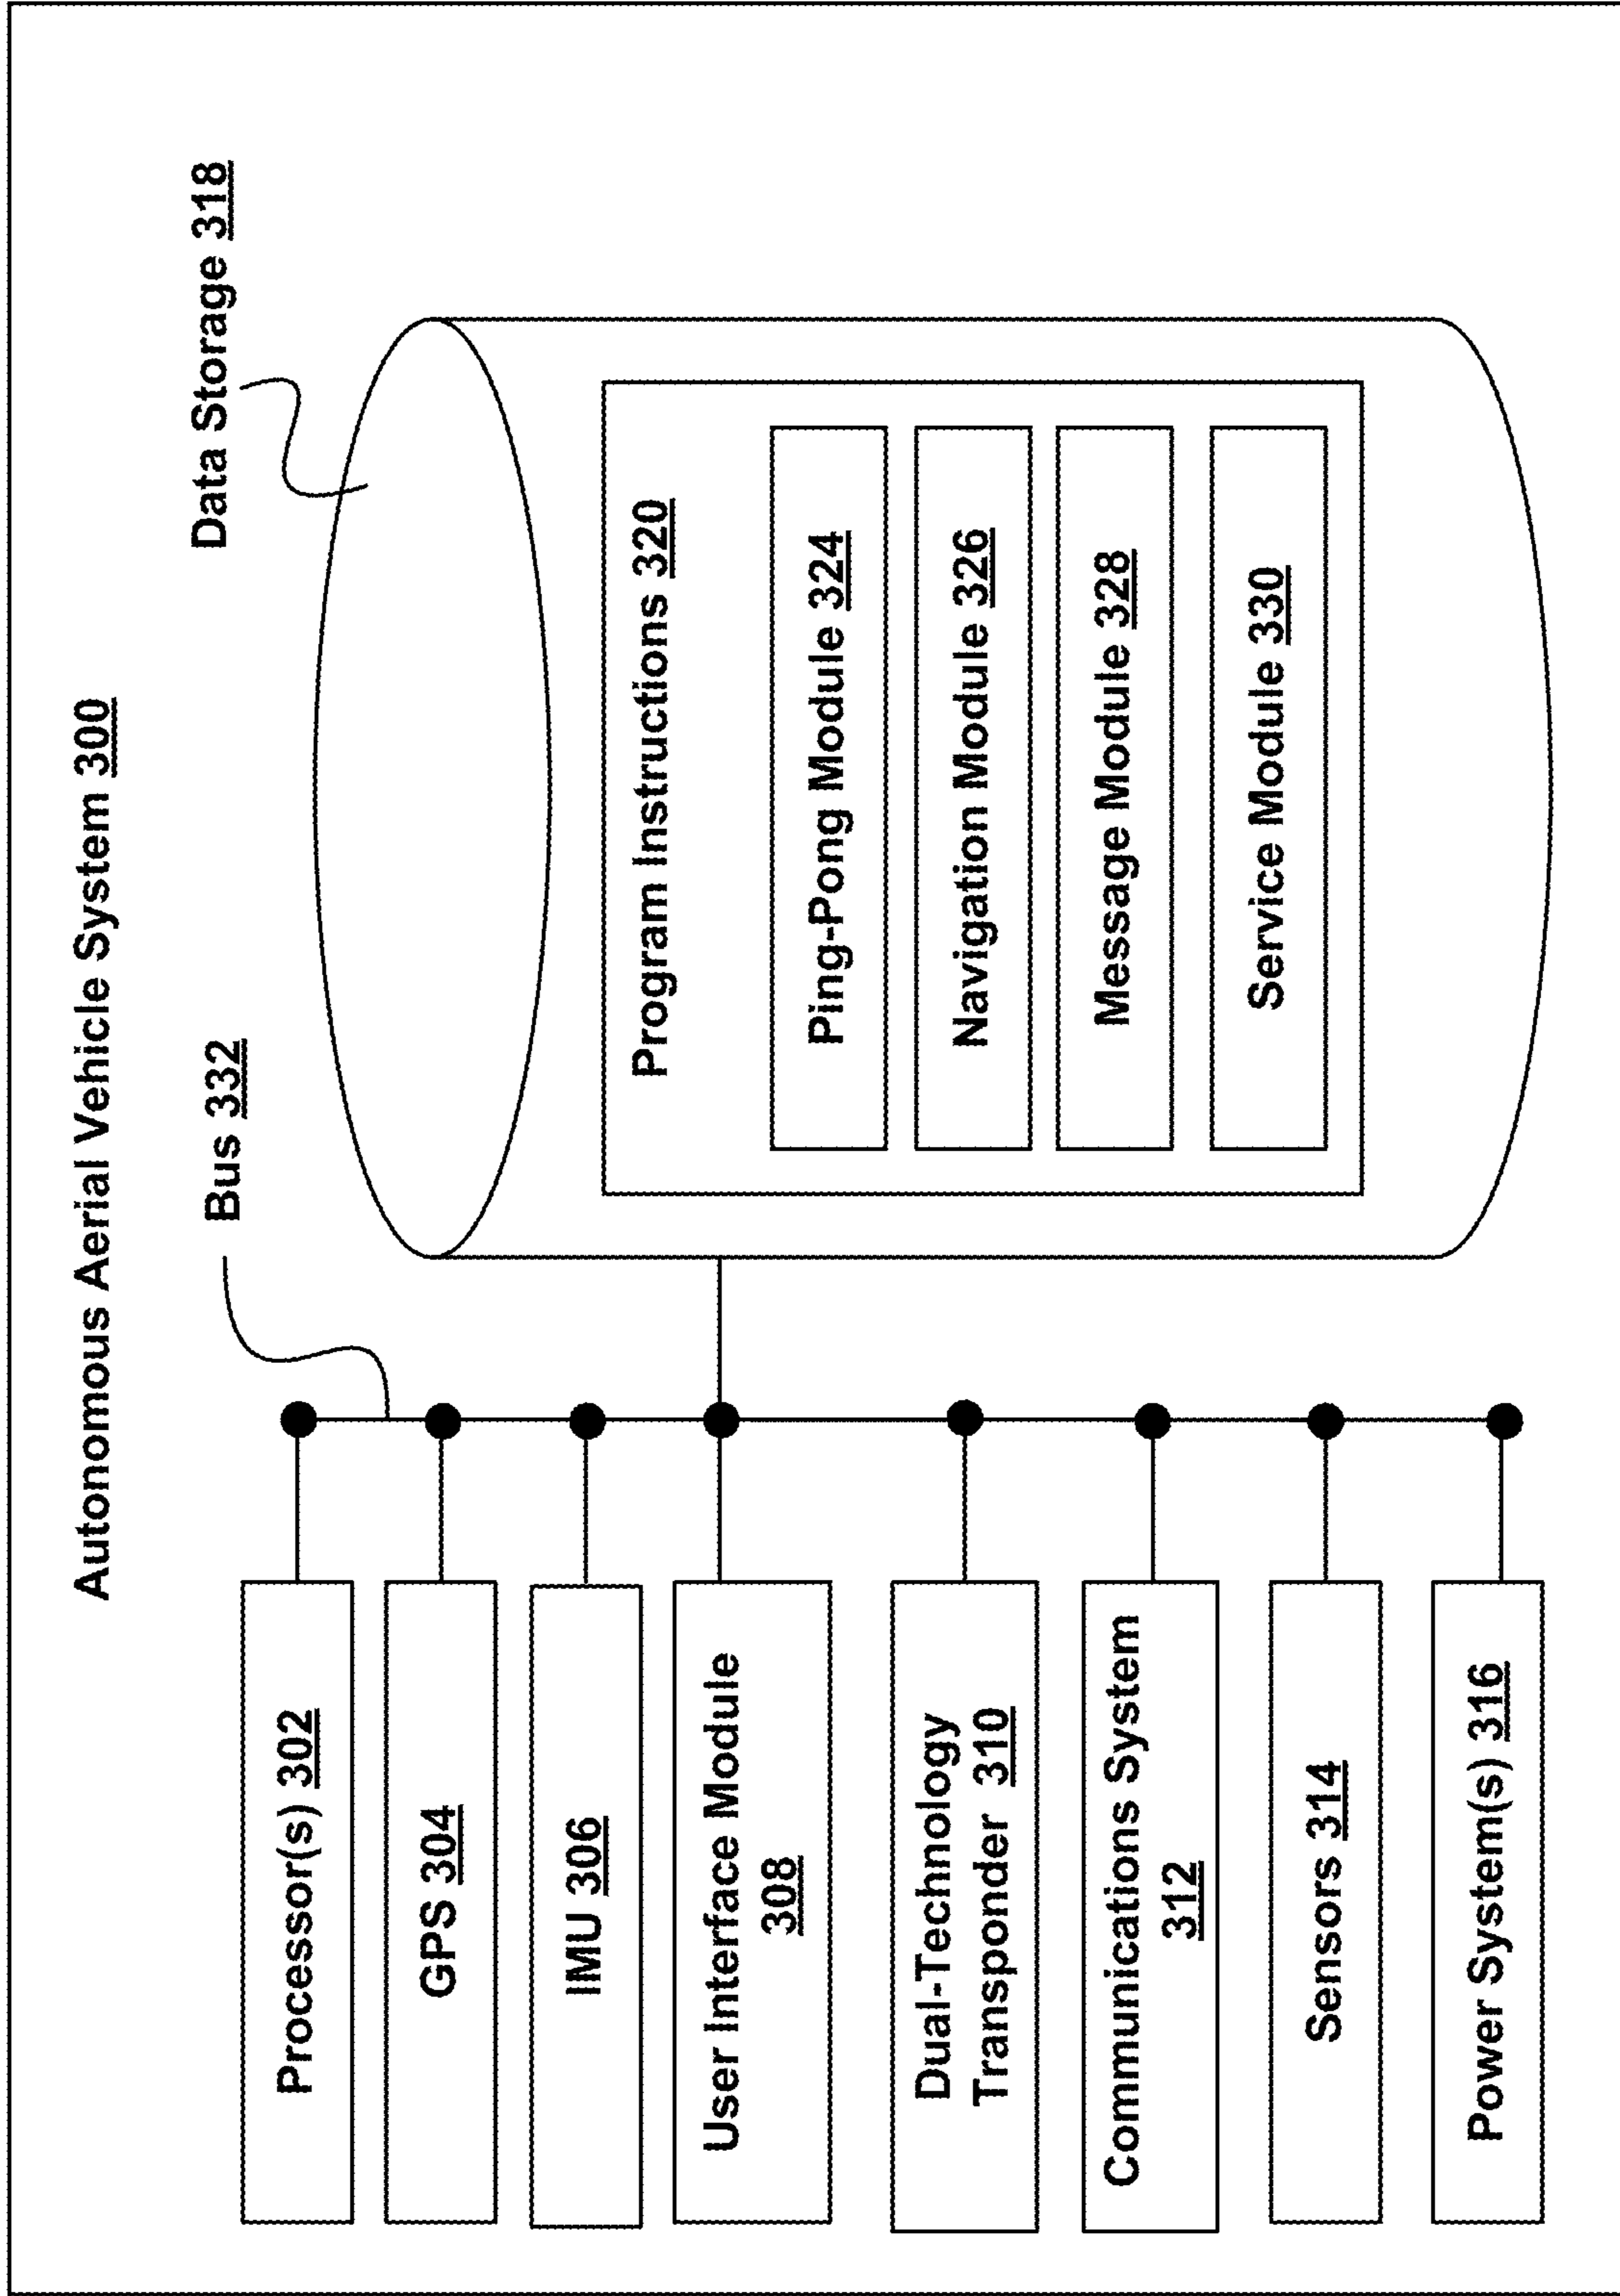 Autonomous Aerial Vehicle System 300
Bus 332
Data Storage 318
Processor(s) 302
GPS 304
IMU 306
User Interface Module
308
Dual-Technology
Transponder 310
Communications System
312
Sensors 314
Power System(s) 316
Program Instructions 320
Ping-Pong Module 324
Navigation Module 326
Message Module 328
Service Module 330